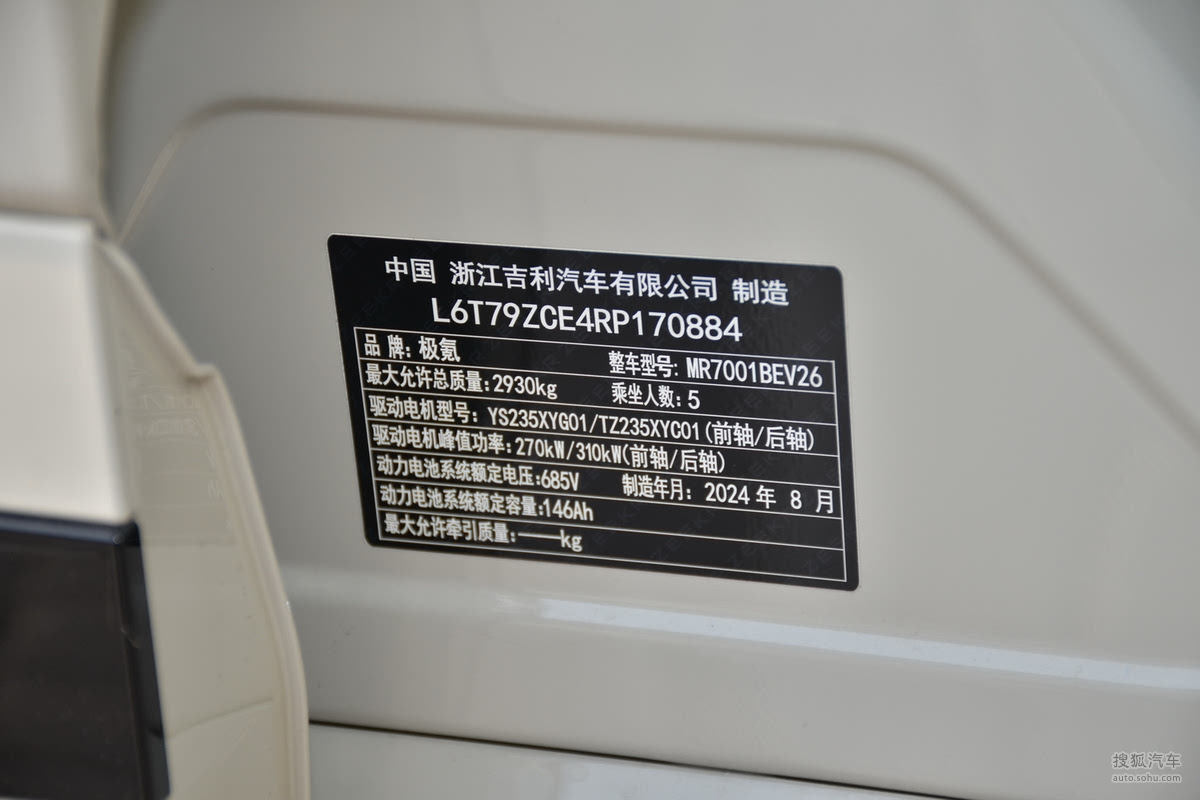 中国 浙江吉利汽车有限公司 制造
L6T79ZCE4RP170884
品 牌: 极氪 整车型号: MR7001BEV26
最大允许总质量: 2930kg 乘坐人数: 5
驱动电机型号: YS235XYG01/TZ235XYC01(前轴/后轴)
驱动电机峰值功率: 270kW/310kW(前轴/后轴)
动力电池系统额定电压: 685V 制造年月: 2024 年 8 月
动力电池系统额定容量: 146Ah
最大允许牵引质量: ——kg
搜狐汽车
auto.sohu.com